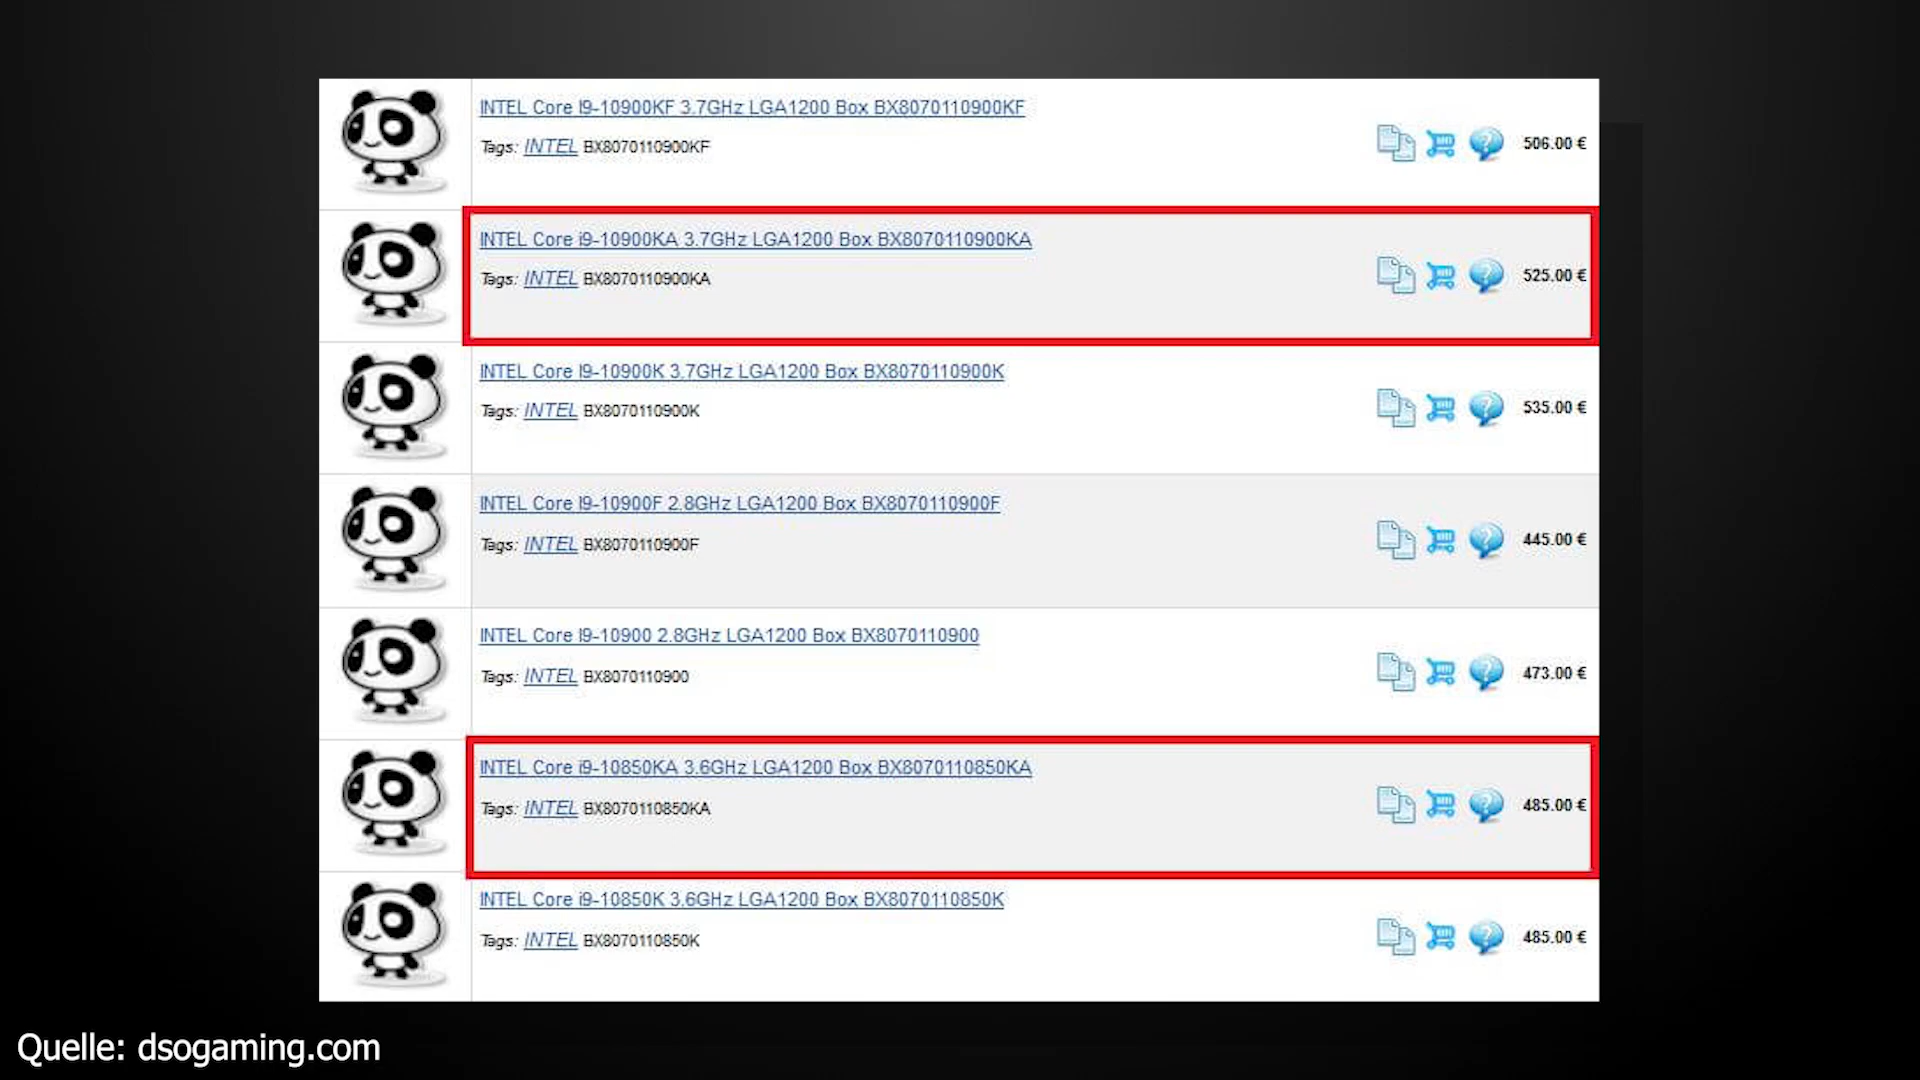 INTEL Core I9-10900KF 3.7GHz LGA1200 Box BX8070110900KF
Tags: INTEL BX8070110900KF
506.00 €
INTEL Core i9-10900KA 3.7GHz LGA1200 Box BX8070110900KA
Tags: INTEL BX8070110900KA
525.00 €
INTEL Core I9-10900K 3.7GHz LGA1200 Box BX8070110900K
Tags: INTEL BX8070110900K
535.00 €
INTEL Core I9-10900F 2.8GHz LGA1200 Box BX8070110900F
Tags: INTEL BX8070110900F
445.00 €
INTEL Core I9-10900 2.8GHz LGA1200 Box BX8070110900
Tags: INTEL BX8070110900
473.00 €
INTEL Core i9-10850KA 3.6GHz LGA1200 Box BX8070110850KA
Tags: INTEL BX8070110850KA
485.00 €
INTEL Core i9-10850K 3.6GHz LGA1200 Box BX8070110850K
Tags: INTEL BX8070110850K
485.00 €
Quelle: dsogaming.com